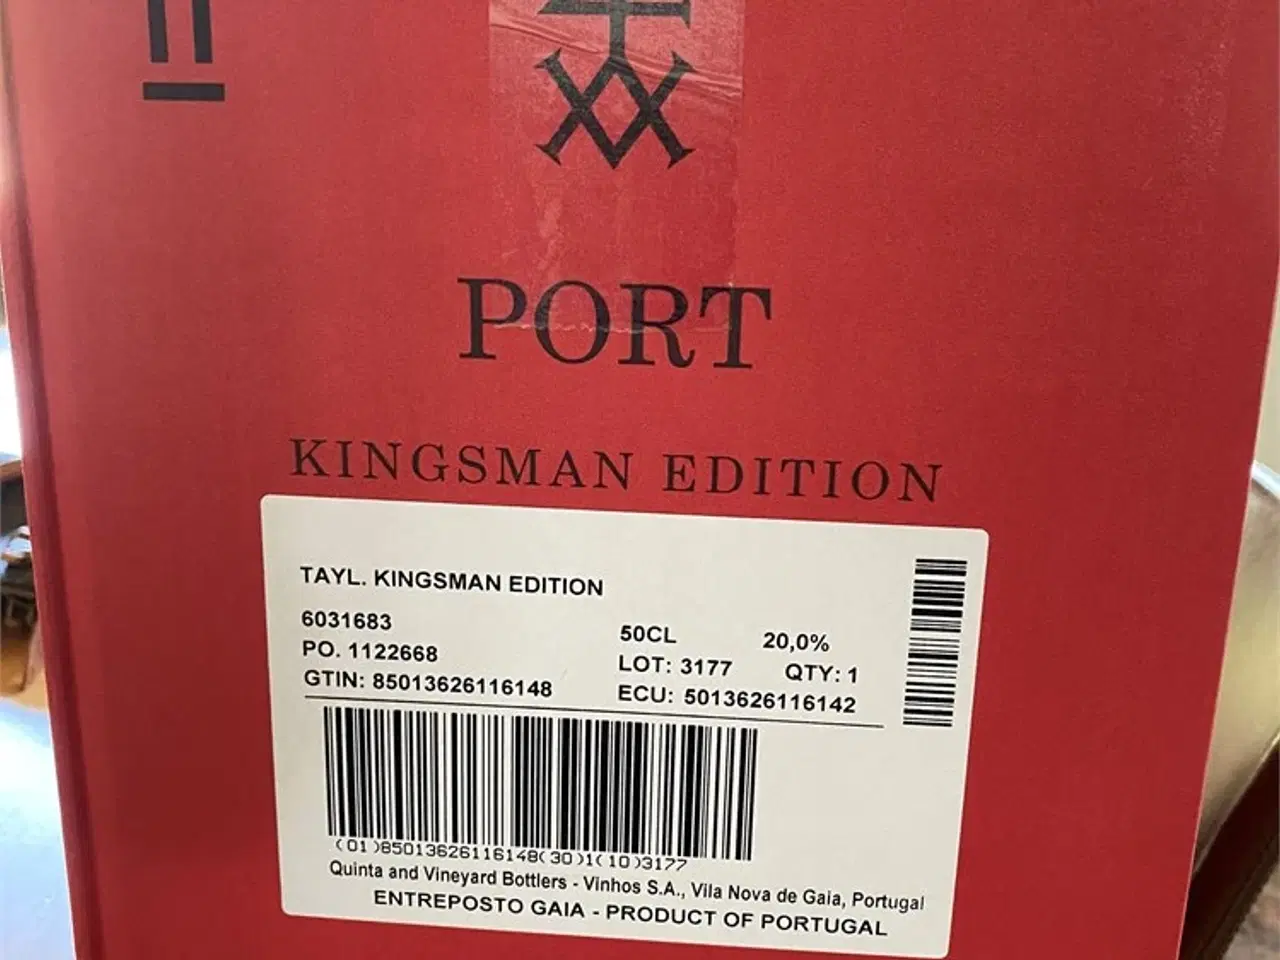 PORT
KINGSMAN EDITION
TAYL. KINGSMAN EDITION
6031683
50CL 20,0%
PO. 1122668
LOT: 3177 QTY: 1
GTIN: 85013626116148
ECU: 5013626116142
(01)85013626116148(30)1(10)3177
Quinta and Vineyard Bottlers - Vinhos S.A., Vila Nova de Gaia, Portugal
ENTREPOSTO GAIA - PRODUCT OF PORTUGAL